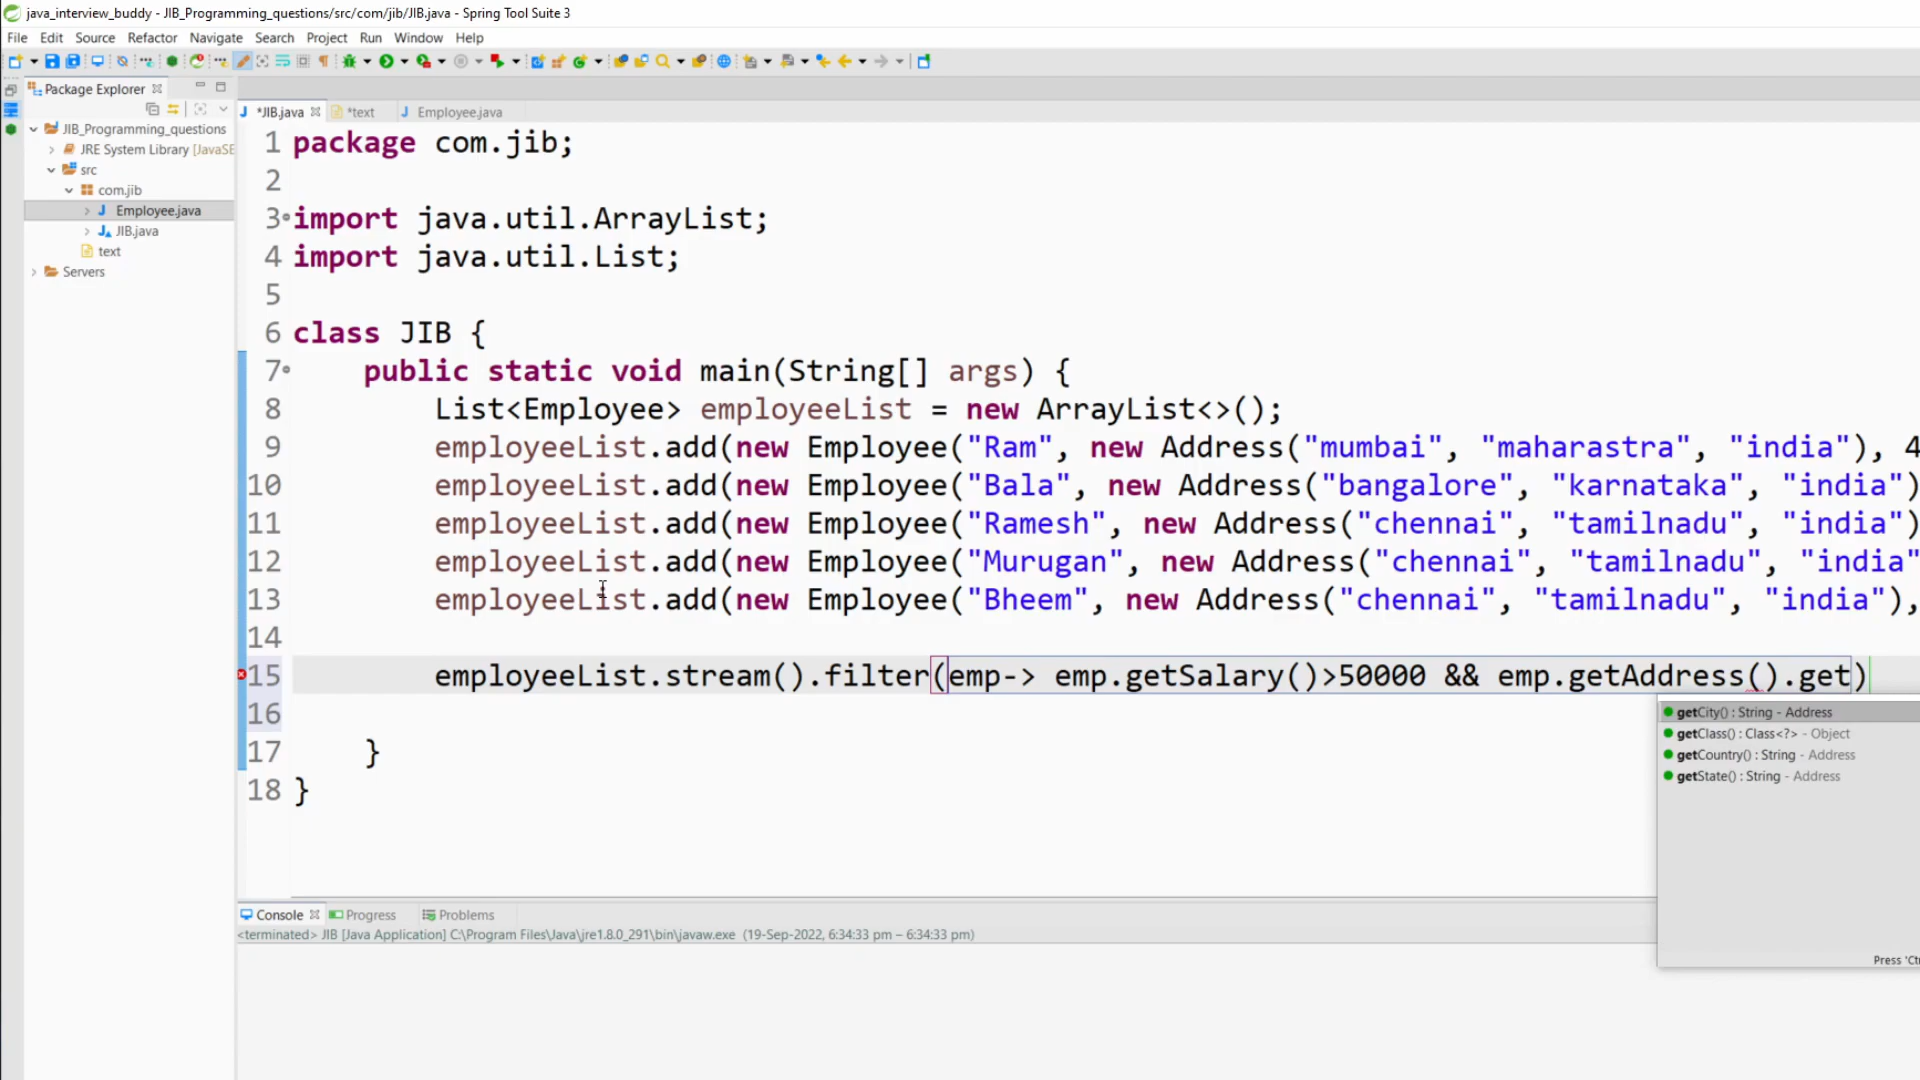 java_interview_buddy - JIB_Programming_questions/src/com/jib/JIB.java - Spring Tool Suite 3
File Edit Source Refactor Navigate Search Project Run Window Help
Package Explorer
JIB_Programming_questions
JRE System Library [JavaSE
src
com.jib
Employee.java
JIB.java
text
Servers
*JIB.java *text Employee.java
1 package com.jib;
2
3 import java.util.ArrayList;
4 import java.util.List;
5
6 class JIB {
7 public static void main(String[] args) {
8 List<Employee> employeeList = new ArrayList<>();
9 employeeList.add(new Employee("Ram", new Address("mumbai", "maharastra", "india"), 4
10 employeeList.add(new Employee("Bala", new Address("bangalore", "karnataka", "india")
11 employeeList.add(new Employee("Ramesh", new Address("chennai", "tamilnadu", "india")
12 employeeList.add(new Employee("Murugan", new Address("chennai", "tamilnadu", "india"
13 employeeList.add(new Employee("Bheem", new Address("chennai", "tamilnadu", "india"),
14
15 employeeList.stream().filter(emp-> emp.getSalary()>50000 && emp.getAddress().get)
16
17 }
18 }
getCity() : String - Address
getClass() : Class<?> - Object
getCountry() : String - Address
getState() : String - Address
Press 'Ct
Console Progress Problems
<terminated> JIB [Java Application] C:\Program Files\Java\jre1.8.0_291\bin\javaw.exe (19-Sep-2022, 6:34:33 pm – 6:34:33 pm)